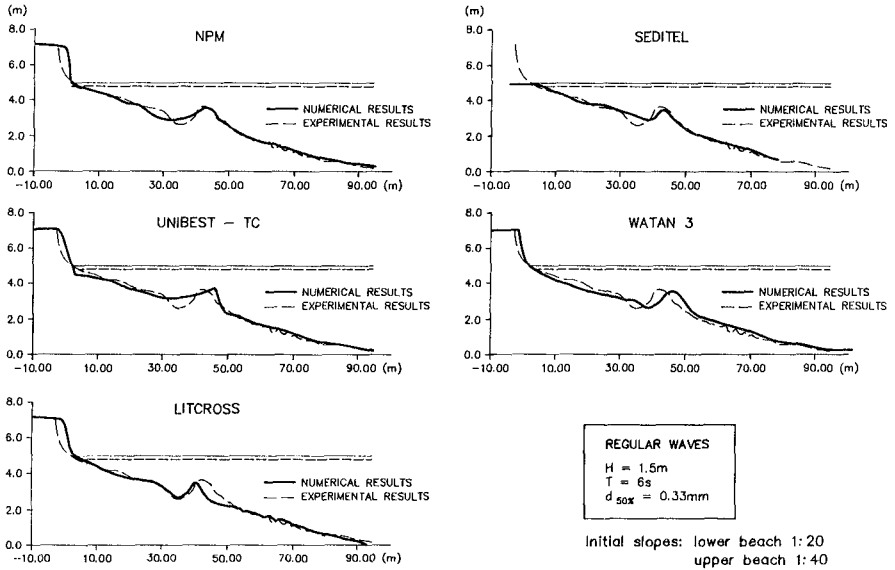 (m)
8.0
6.0
4.0
2.0
0.0
-10.00 10.00 30.00 50.00 70.00 90.00 (m)
NPM
NUMERICAL RESULTS
EXPERIMENTAL RESULTS
(m)
8.0
6.0
4.0
2.0
0.0
-10.00 10.00 30.00 50.00 70.00 90.00 (m)
SEDITEL
NUMERICAL RESULTS
EXPERIMENTAL RESULTS
8.0
6.0
4.0
2.0
0.0
-10.00 10.00 30.00 50.00 70.00 90.00 (m)
UNIBEST - TC
NUMERICAL RESULTS
EXPERIMENTAL RESULTS
8.0
6.0
4.0
2.0
0.0
-10.00 10.00 30.00 50.00 70.00 90.00 (m)
WATAN 3
NUMERICAL RESULTS
EXPERIMENTAL RESULTS
8.0
6.0
4.0
2.0
0.0
-10.00 10.00 30.00 50.00 70.00 90.00 (m)
LITCROSS
NUMERICAL RESULTS
EXPERIMENTAL RESULTS
REGULAR WAVES
H = 1.5m
T = 6s
d 50% = 0.33mm
Initial slopes: lower beach 1:20
upper beach 1:40